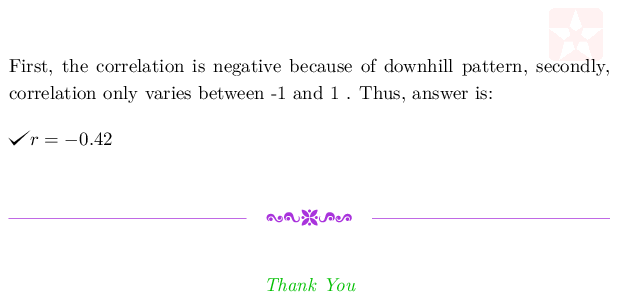 First, the correlation is negative because of downhill pattern, secondly,
correlation only varies between -1 and 1 . Thus, answer is:
✓r = −0.42
Thank You